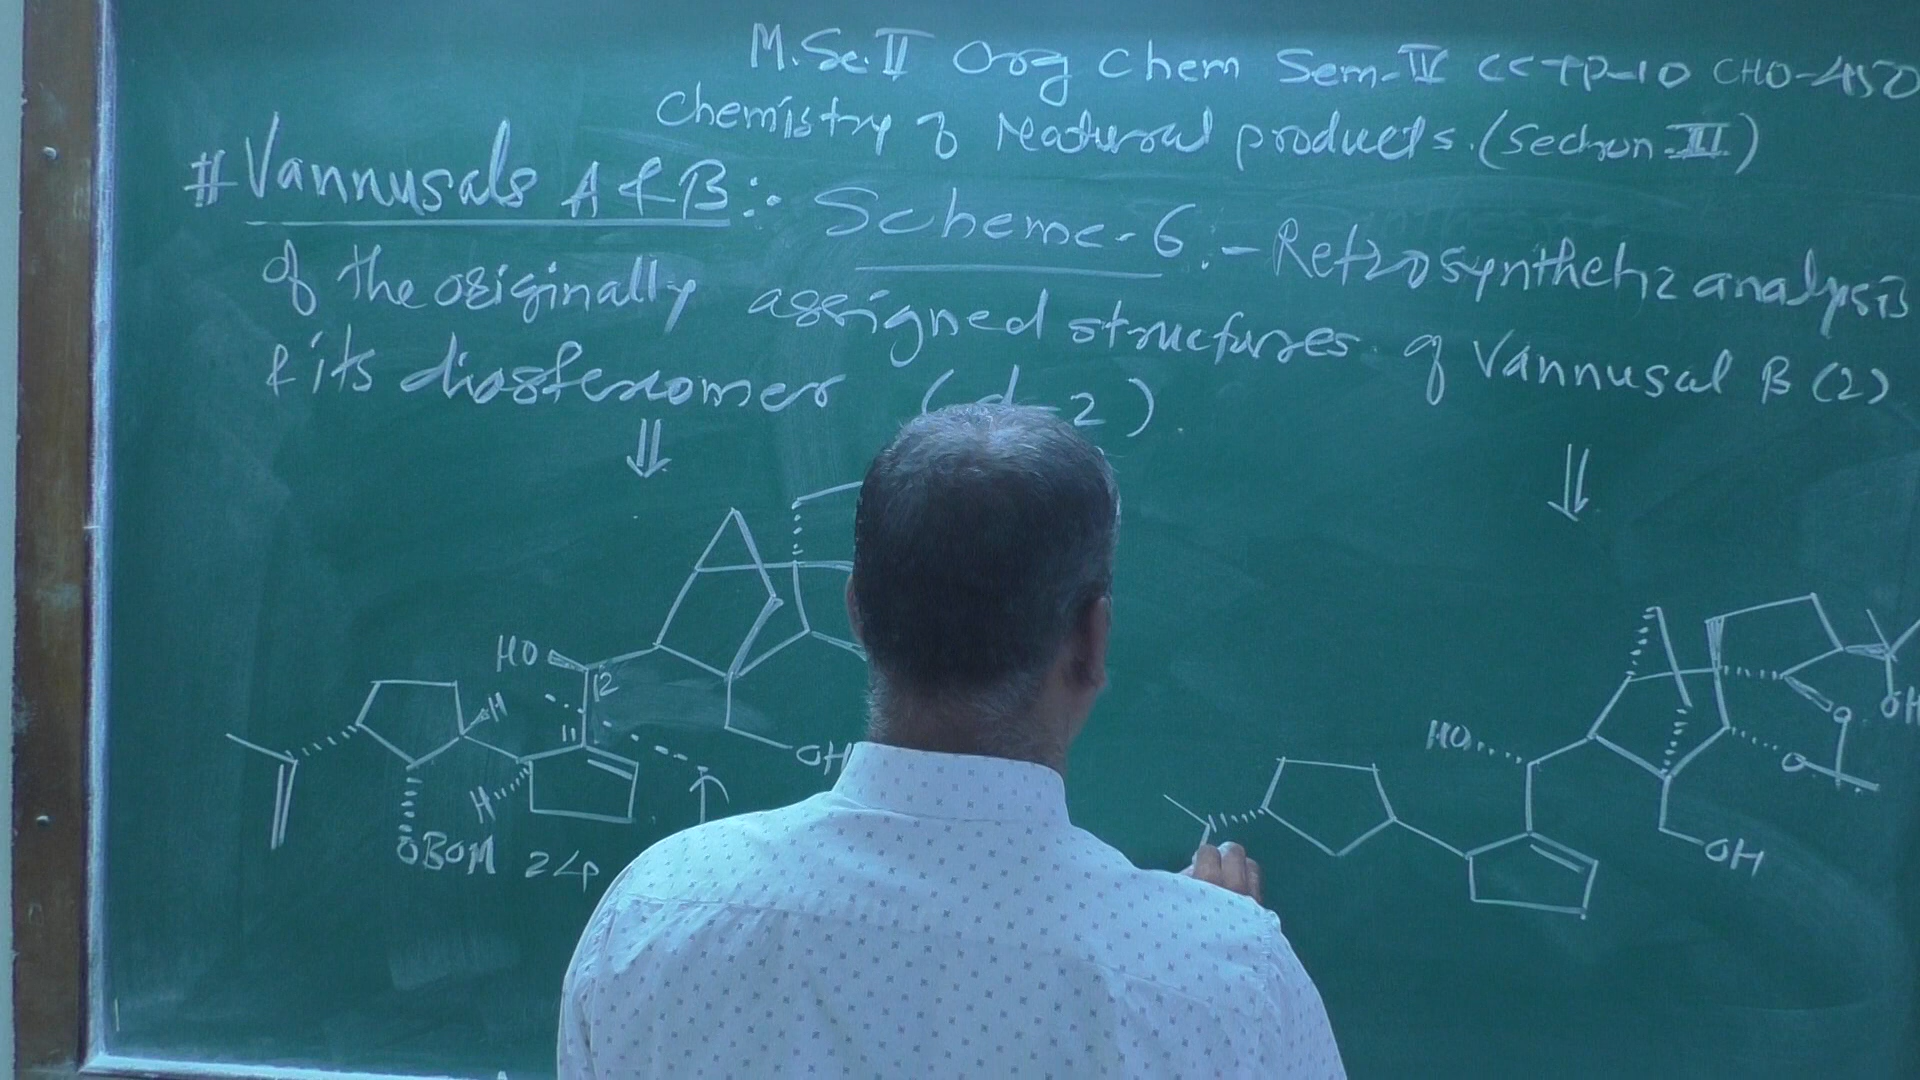 M.Sc.II Org Chem Sem-IV CCTP-10 CHO-450
Chemistry of Natural products.(Section-III)
# Vannusals A & B :- Scheme-6 :- Retrosynthetic analysis
of the originally assigned structures of Vannusal B (2)
& its diastereomer (d-2)
HO
12
H
11
H
OH
OBOM
HO
O
OH
O
OH